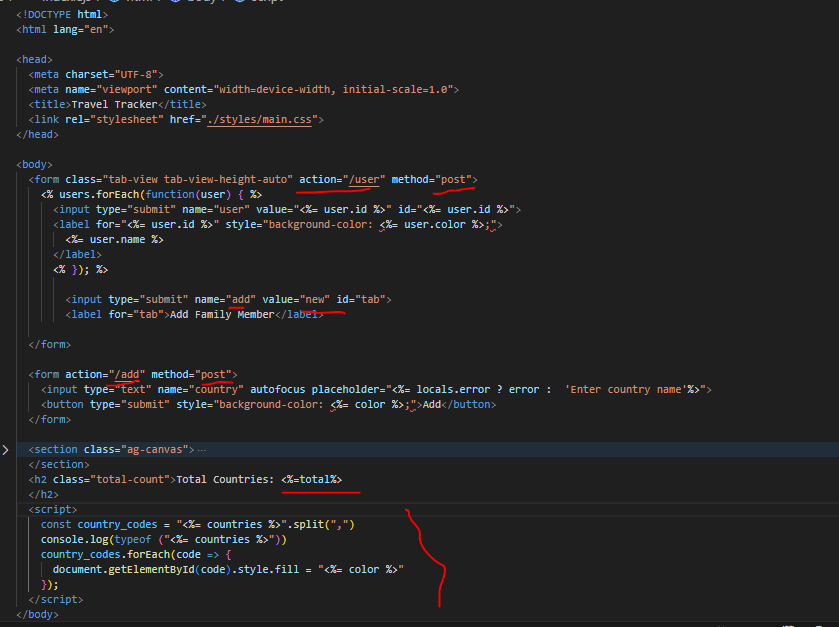 <!DOCTYPE html>
<html lang="en">
<head>
<meta charset="UTF-8">
<meta name="viewport" content="width=device-width, initial-scale=1.0">
<title>Travel Tracker</title>
<link rel="stylesheet" href="./styles/main.css">
</head>
<body>
<form class="tab-view tab-view-height-auto" action="/user" method="post">
<% users.forEach(function(user) { %>
<input type="submit" name="user" value="<%= user.id %>" id="<%= user.id %>">
<label for="<%= user.id %>" style="background-color: <%= user.color %>;">
<%= user.name %>
</label>
<% }); %>
<input type="submit" name="add" value="new" id="tab">
<label for="tab">Add Family Member</label>
</form>
<form action="/add" method="post">
<input type="text" name="country" autofocus placeholder="<%= locals.error ? error :  'Enter country name'%>">
<button type="submit" style="background-color: <%= color %>;">Add</button>
</form>
<section class="ag-canvas">…
</section>
<h2 class="total-count">Total Countries: <%=total%>
</h2>
<script>
const country_codes = "<%= countries %>".split(",")
console.log(typeof ("<%= countries %>"))
country_codes.forEach(code => {
document.getElementById(code).style.fill = "<%= color %>"
});
</script>
</body>